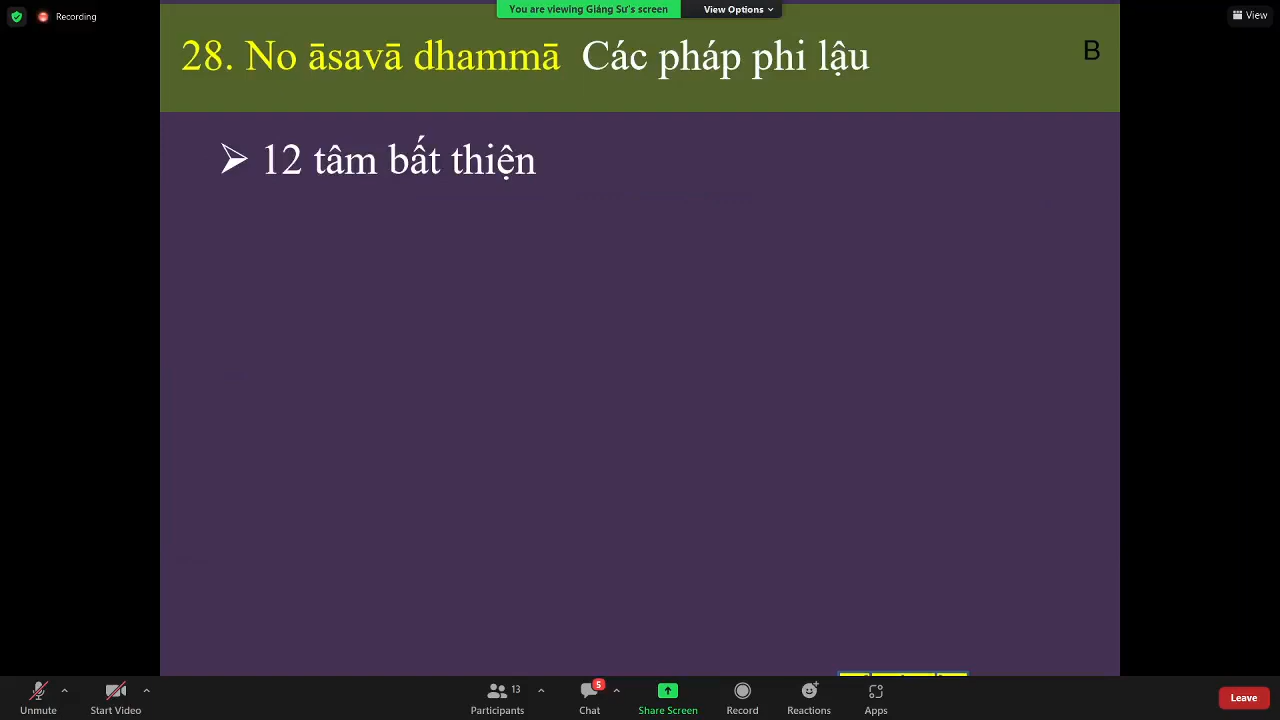 Recording
You are viewing Giảng Sư's screen
View Options
View
28. No āsavā dhammā Các pháp phi lậu
B
➢ 12 tâm bất thiện
Unmute
Start Video
13
Participants
5
Chat
Share Screen
Record
Reactions
Apps
Leave